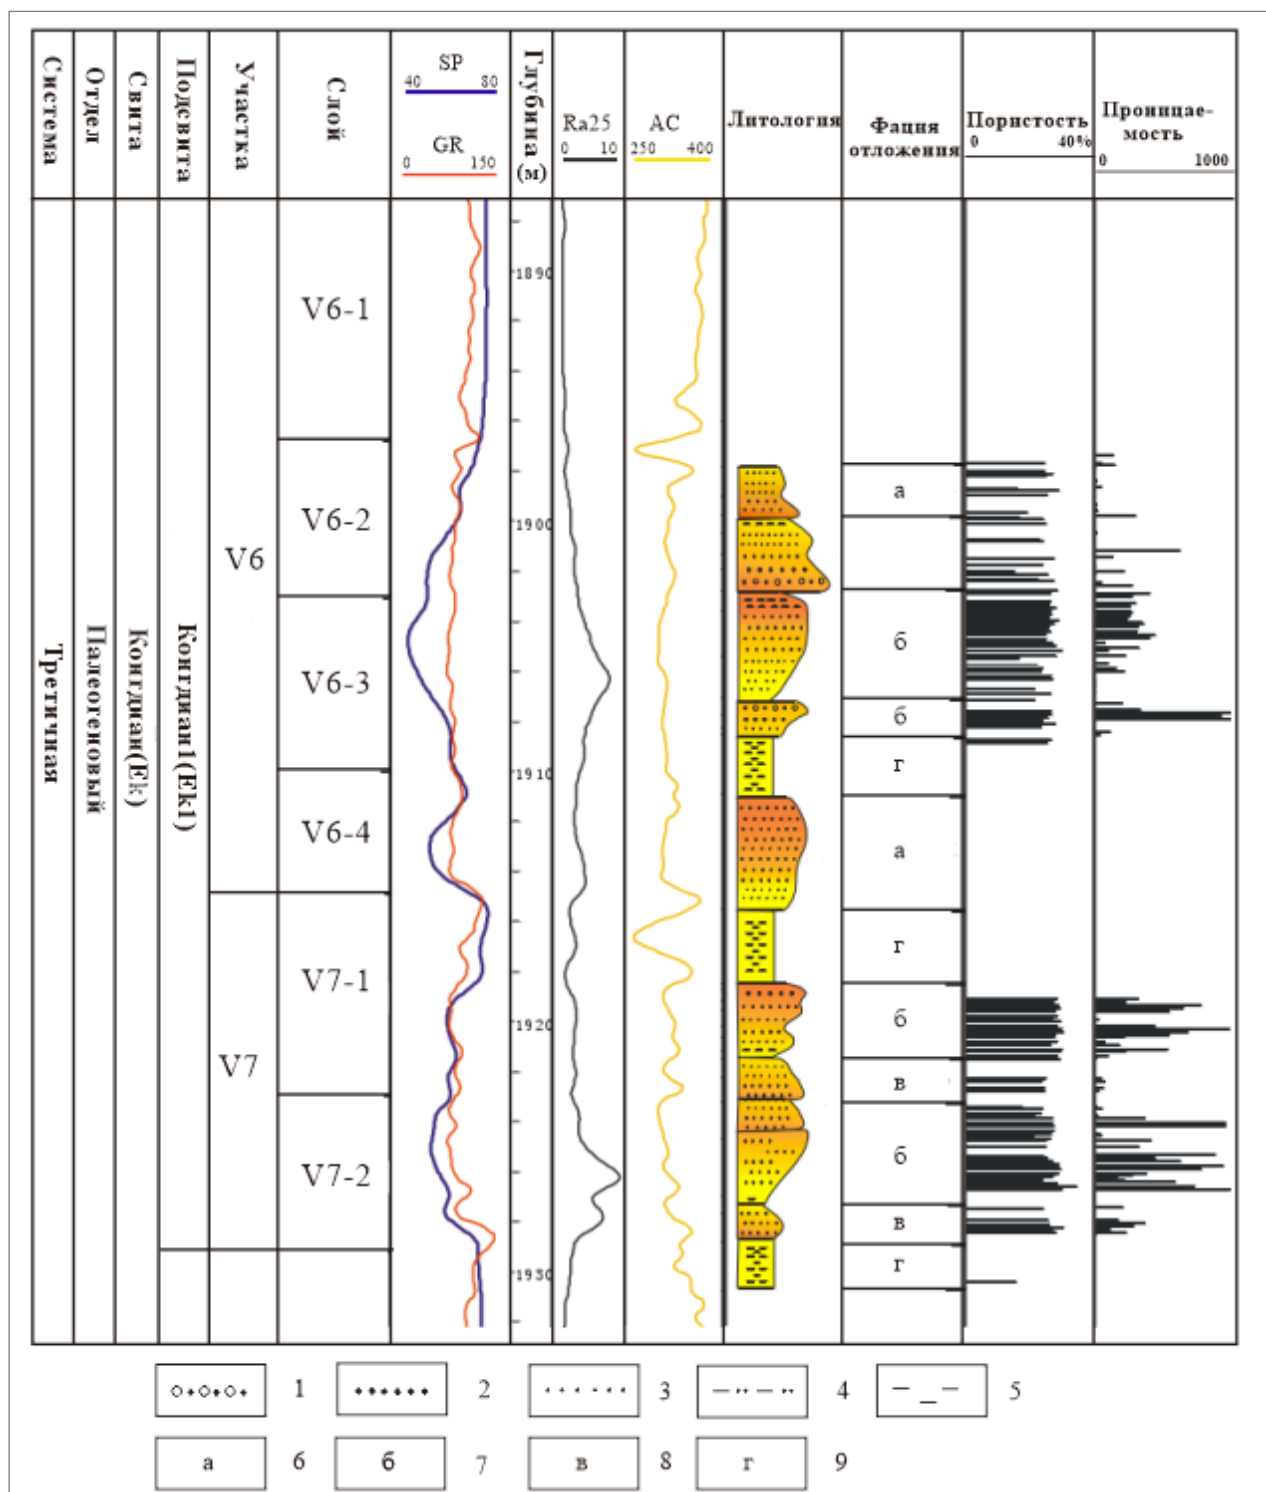 Система
Отдел
Свита
Подсвита
Участка
Слой
SP
40 80
GR
0 150
Глубина (м)
Ra25
0 10
AC
250 400
Литология
Фация
отложения
Пористость
0 40%
Проницае-
мость
0 1000
Третичная
Палеогеновый
Конгдиан(Ek)
Конгдиан1(Ek1)
V6
V7
V6-1
V6-2
V6-3
V6-4
V7-1
V7-2
1890
1900
1910
1920
1930
а
б
б
г
а
г
б
в
б
в
г
1 2 3 4 5
а 6 б 7 в 8 г 9